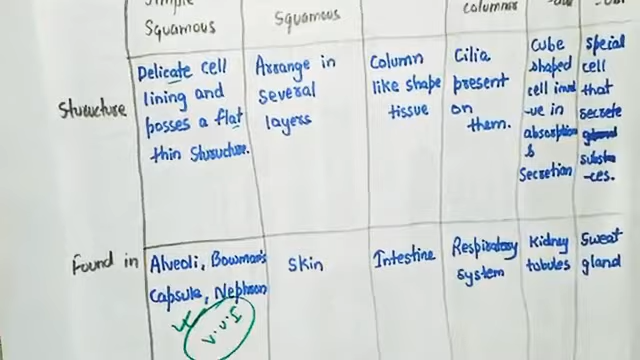 Simple
Squamous
Squamous
columnar
Structure
Delicate cell
lining and
posses a flat
thin structure.
Arrange in
several
layers
Column
like shape
tissue
Cilia
present
on
them.
Cube
shaped
cell invol
-ve in
absorption
&
Secretion
Special
cell
that
secrete
substa
-ces.
Found in
Alveoli, Bowman's
Capsule, Nephron
Skin
Intestine
Respiratory
system
Kidney
tubules
Sweat
gland